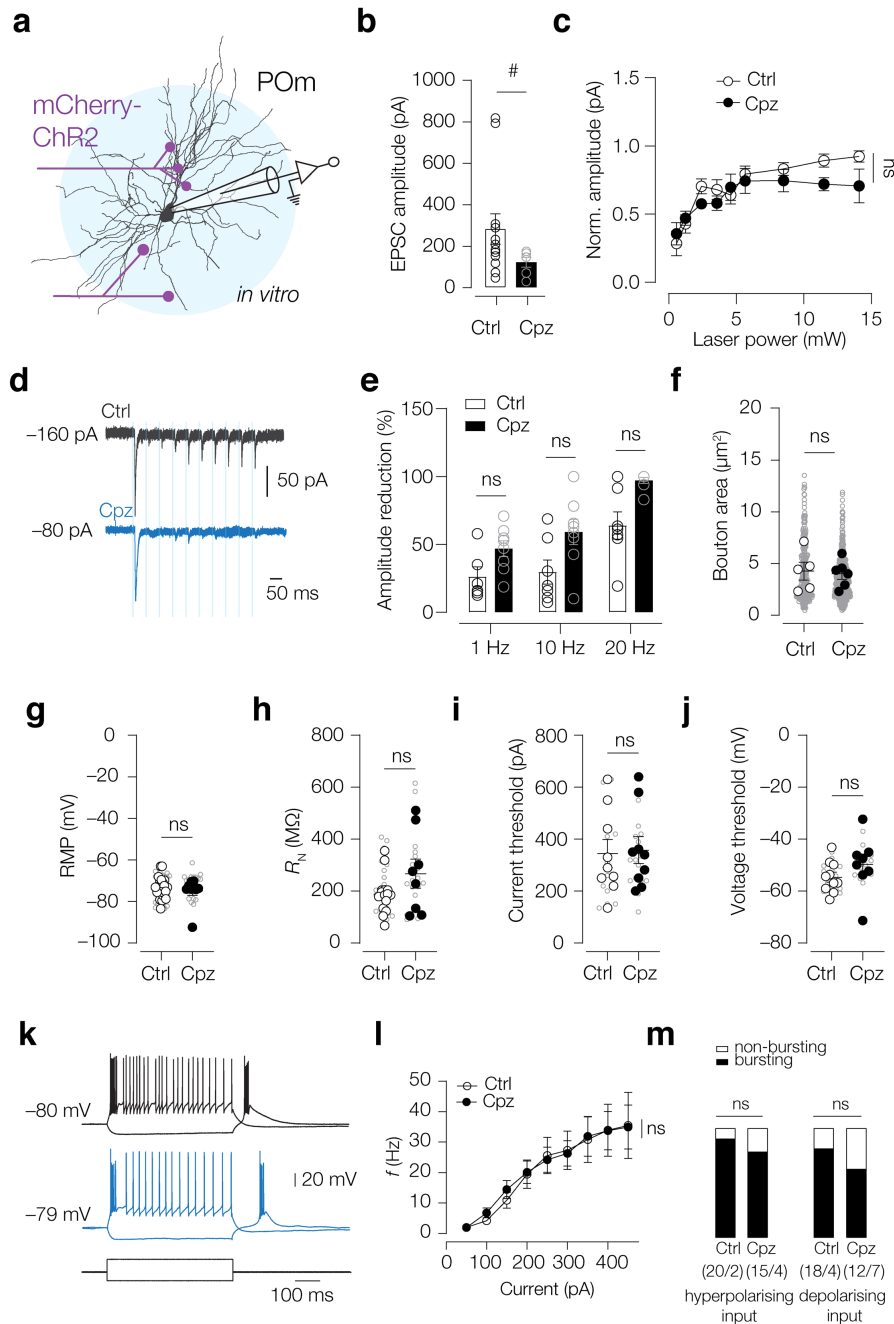 a
mCherry-
ChR2
POm
in vitro
b
#
EPSC amplitude (pA)
1000
800
600
400
200
0
Ctrl
Cpz
c
Ctrl
Cpz
Norm. amplitude (pA)
1.5
1.0
0.5
0.0
ns
0
5
10
15
Laser power (mW)
d
Ctrl
−160 pA
50 pA
Cpz
−80 pA
50 ms
e
Amplitude reduction (%)
150
100
50
0
Ctrl
Cpz
ns
ns
ns
1 Hz
10 Hz
20 Hz
f
Bouton area (µm²)
20
15
10
5
0
ns
Ctrl
Cpz
g
RMP (mV)
0
−20
−40
−60
−80
−100
ns
Ctrl
Cpz
h
RN (MΩ)
800
600
400
200
0
ns
Ctrl
Cpz
i
Current threshold (pA)
800
600
400
200
0
ns
Ctrl
Cpz
j
Voltage threshold (mV)
0
−20
−40
−60
−80
ns
Ctrl
Cpz
k
−80 mV
20 mV
−79 mV
100 ms
l
Ctrl
Cpz
f (Hz)
50
40
30
20
10
0
ns
0
100
200
300
400
Current (pA)
m
non-bursting
bursting
ns
ns
Ctrl Cpz
Ctrl Cpz
(20/2) (15/4)
(18/4) (12/7)
hyperpolarising
input
depolarising
input